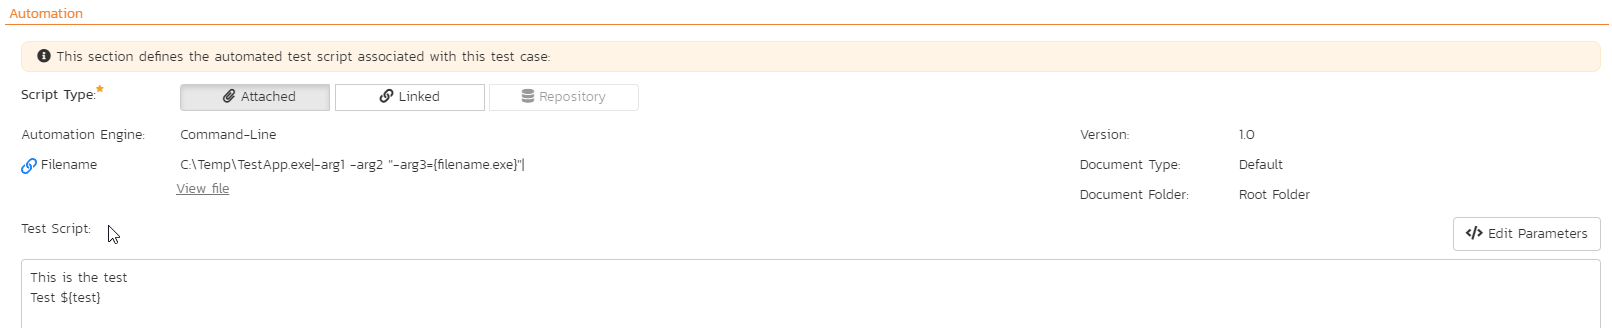 Automation
This section defines the automated test script associated with this test case:
Script Type:
Attached
Linked
Repository
Automation Engine:
Command-Line
Version:
1.0
Filename
C:\Temp\TestApp.exe|-arg1 -arg2 "-arg3={filename.exe}"|
Document Type:
Default
View file
Document Folder:
Root Folder
Test Script:
</> Edit Parameters
This is the test
Test ${test}